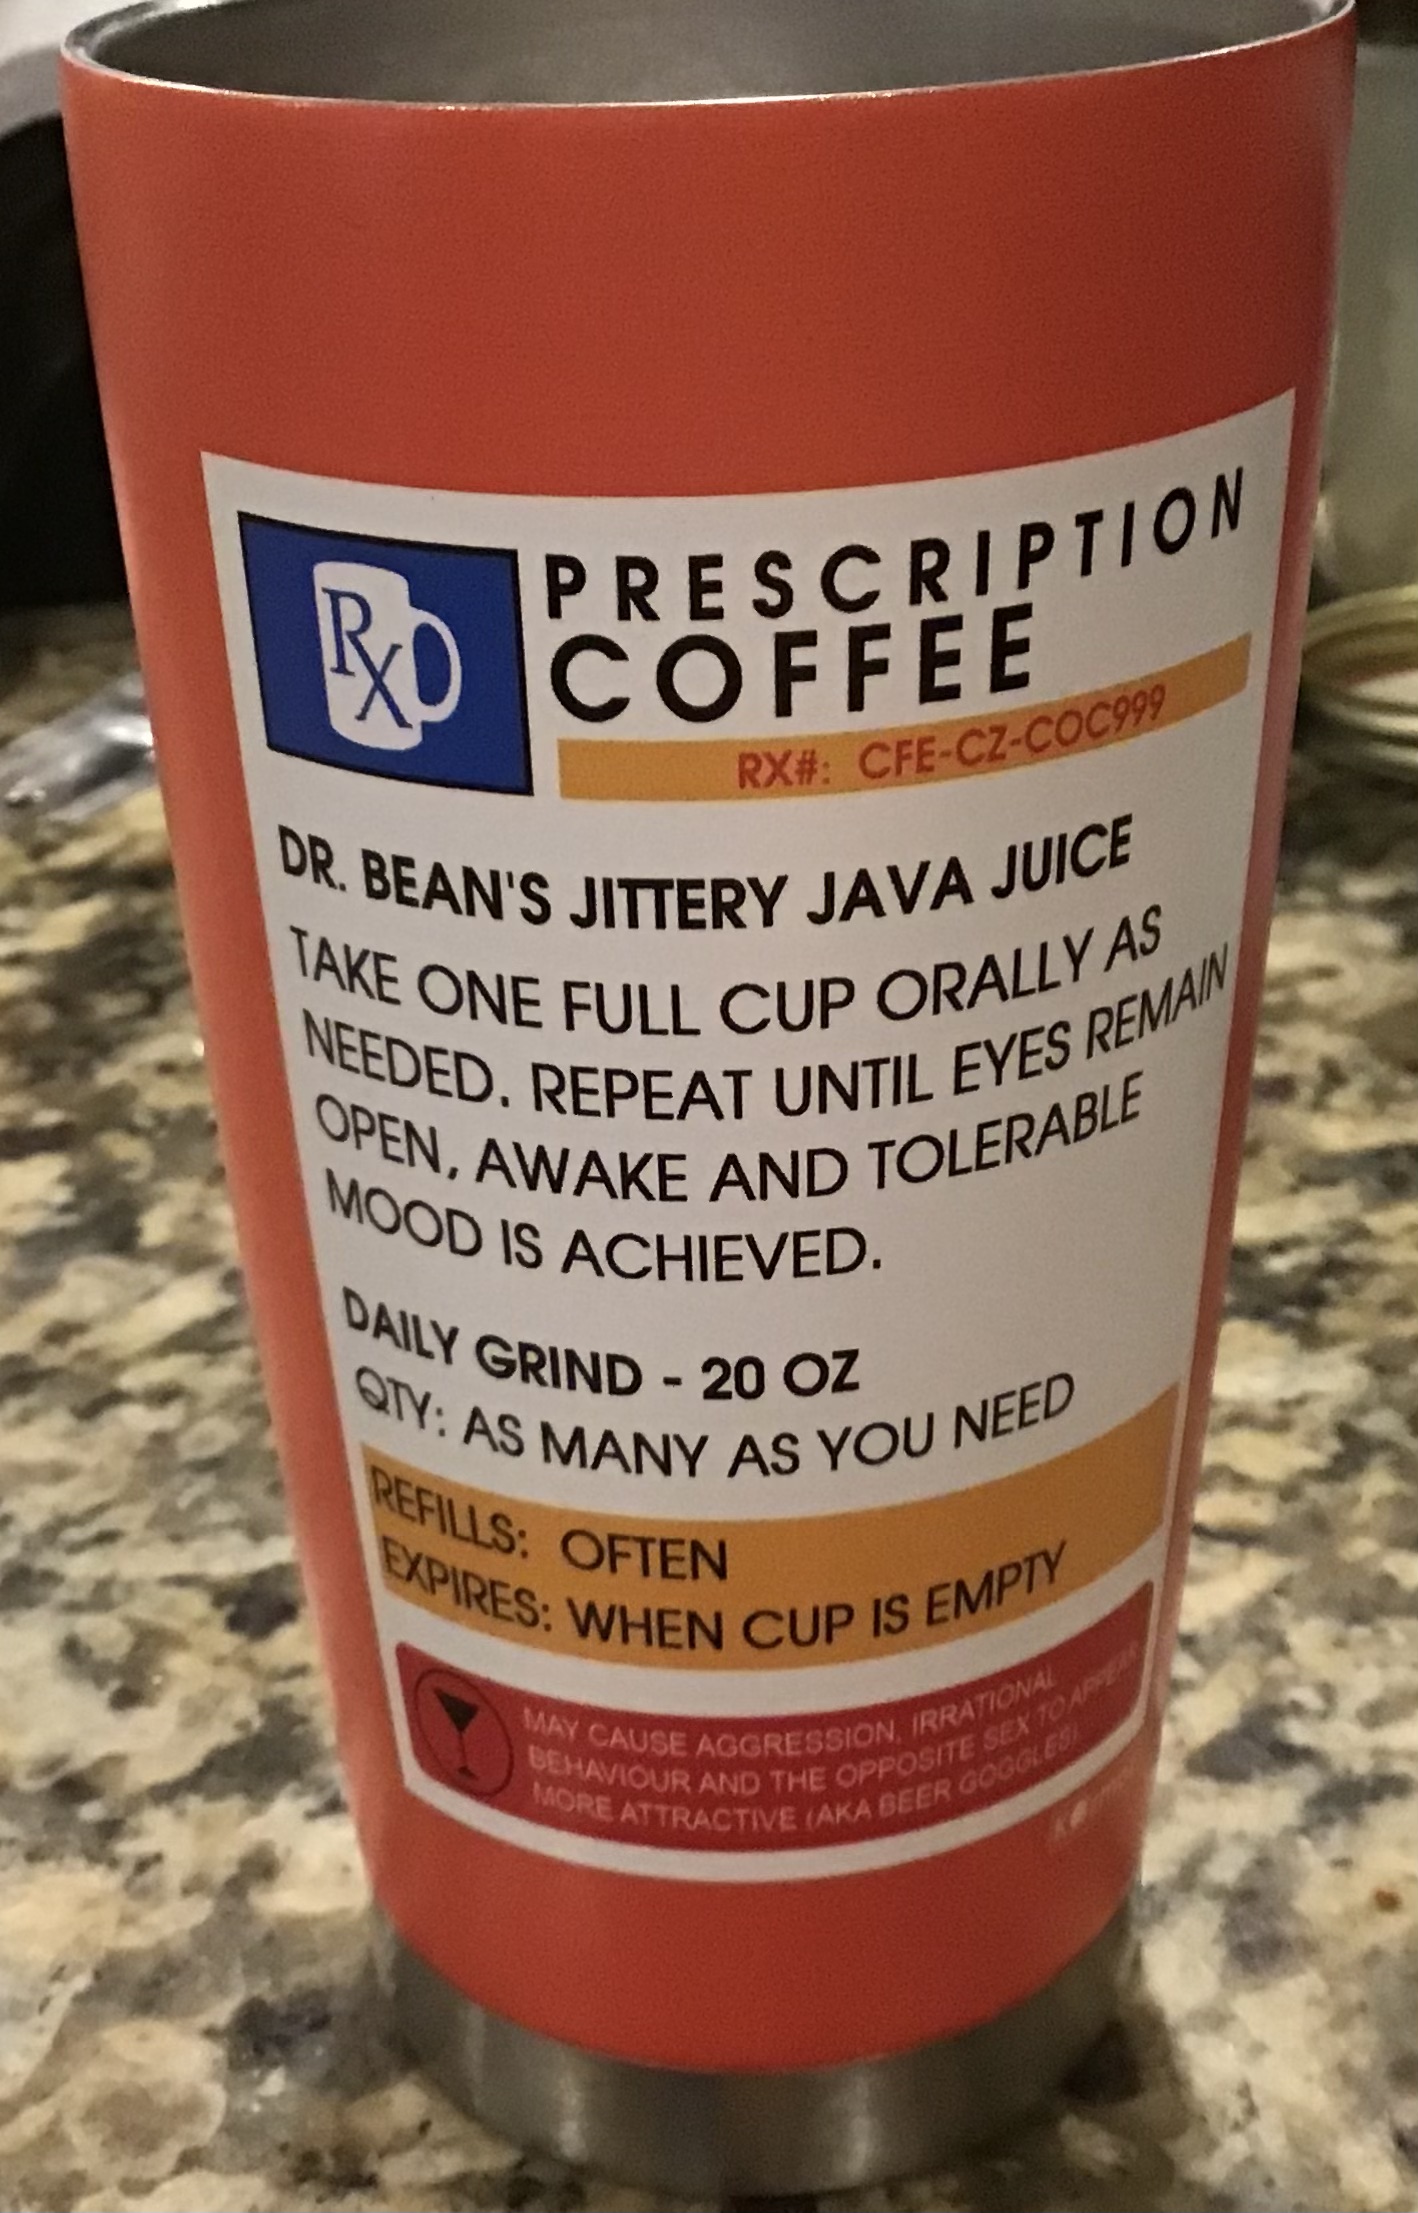 RX
PRESCRIPTION
COFFEE
RX#: CFE-CZ-COC999
DR. BEAN'S JITTERY JAVA JUICE
TAKE ONE FULL CUP ORALLY AS
NEEDED. REPEAT UNTIL EYES REMAIN
OPEN, AWAKE AND TOLERABLE
MOOD IS ACHIEVED.
DAILY GRIND - 20 OZ
QTY: AS MANY AS YOU NEED
REFILLS: OFTEN
EXPIRES: WHEN CUP IS EMPTY
MAY CAUSE AGGRESSION, IRRATIONAL
BEHAVIOUR AND THE OPPOSITE SEX TO APPEAR
MORE ATTRACTIVE (AKA BEER GOGGLES).